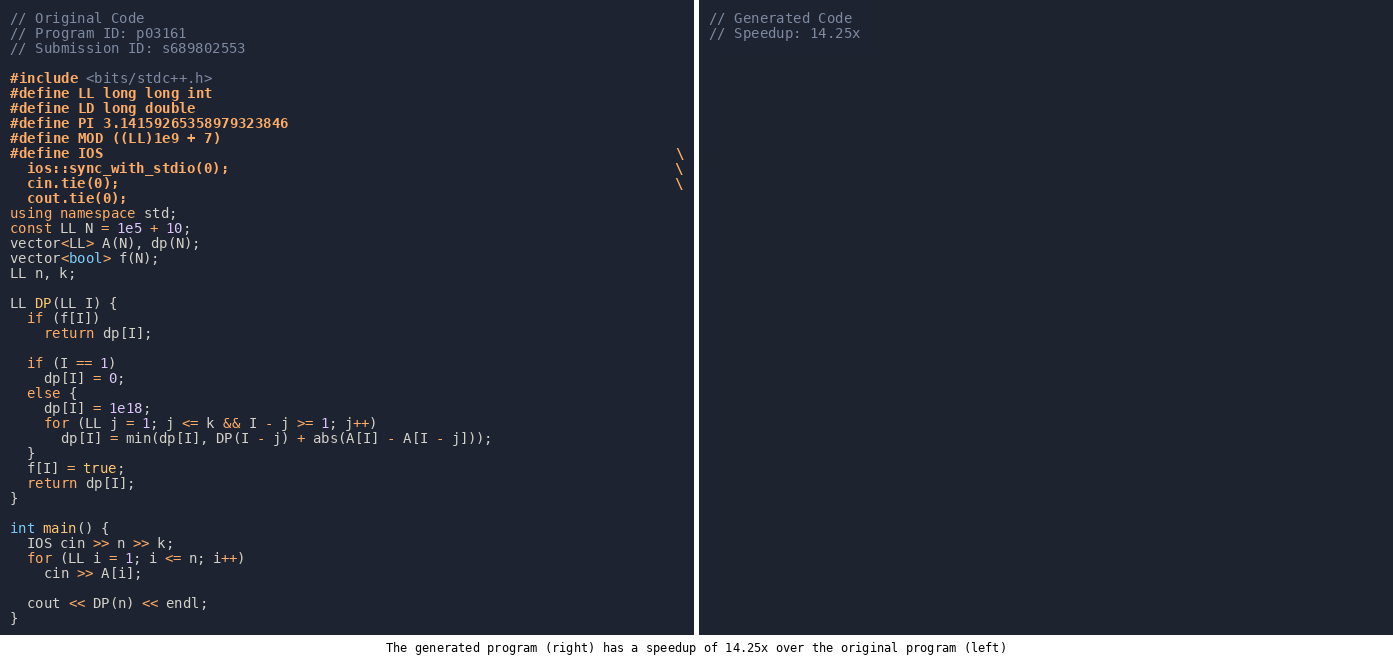 // Original Code
// Program ID: p03161
// Submission ID: s689802553

#include <bits/stdc++.h>
#define LL long long int
#define LD long double
#define PI 3.14159265358979323846
#define MOD ((LL)1e9 + 7)
#define IOS                                                                    \
  ios::sync_with_stdio(0);                                                     \
  cin.tie(0);                                                                  \
  cout.tie(0);
using namespace std;
const LL N = 1e5 + 10;
vector<LL> A(N), dp(N);
vector<bool> f(N);
LL n, k;

LL DP(LL I) {
  if (f[I])
    return dp[I];

  if (I == 1)
    dp[I] = 0;
  else {
    dp[I] = 1e18;
    for (LL j = 1; j <= k && I - j >= 1; j++)
      dp[I] = min(dp[I], DP(I - j) + abs(A[I] - A[I - j]));
  }
  f[I] = true;
  return dp[I];
}

int main() {
  IOS cin >> n >> k;
  for (LL i = 1; i <= n; i++)
    cin >> A[i];

  cout << DP(n) << endl;
}
// Generated Code
// Speedup: 14.25x
The generated program (right) has a speedup of 14.25x over the original program (left)